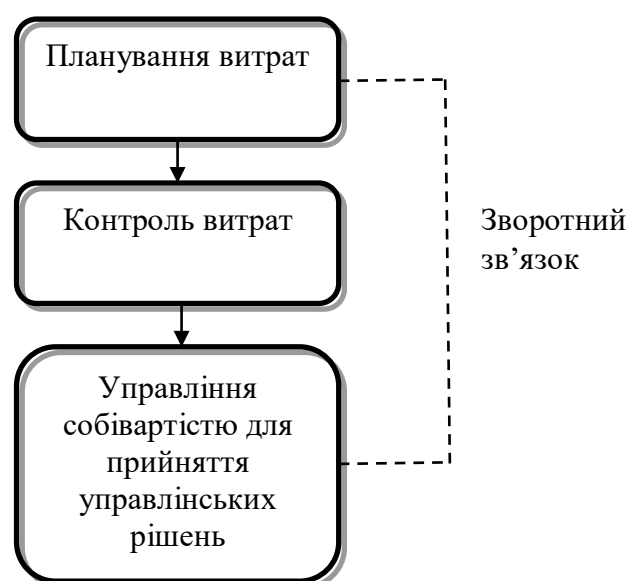 Планування витрат
Контроль витрат
Зворотний
зв’язок
Управління
собівартістю для
прийняття
управлінських
рішень